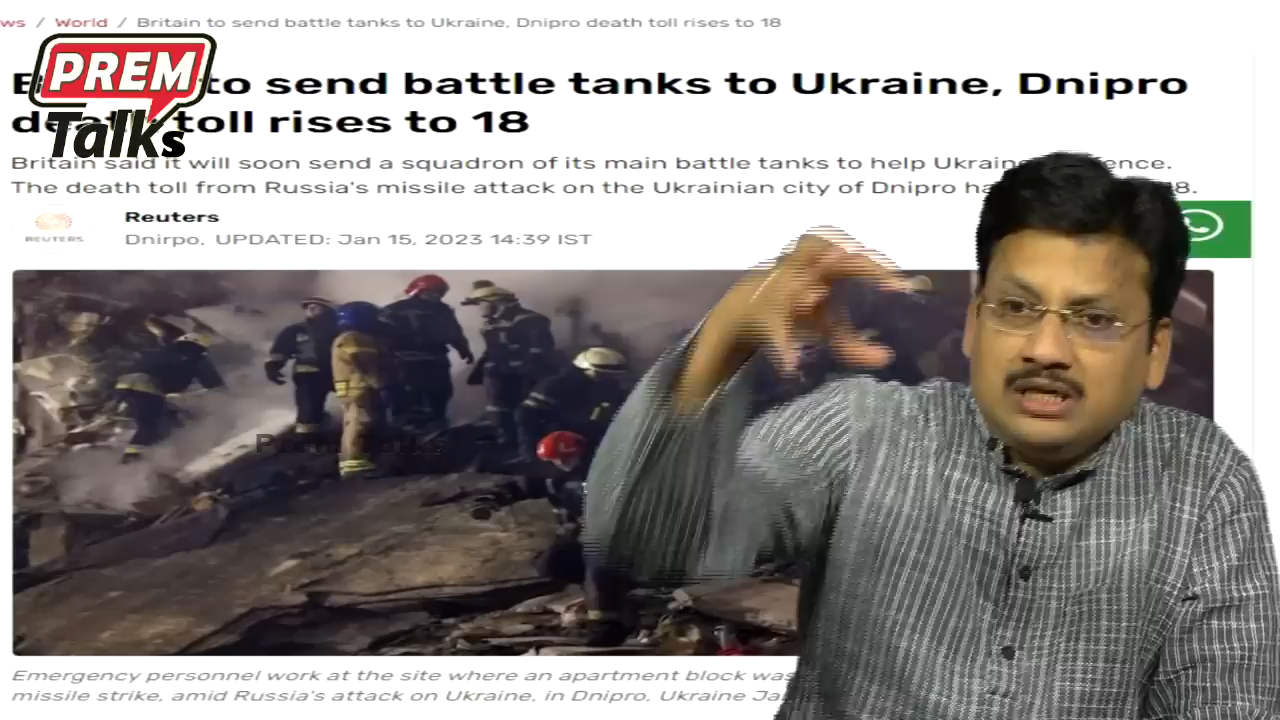 ws / World / Britain to send battle tanks to Ukraine, Dnipro death toll rises to 18
PREM
Talks
to send battle tanks to Ukraine, Dnipro
toll rises to 18
Britain said it will soon send a squadron of its main battle tanks to help
The death toll from Russia's missile attack on the Ukrainian city of Dnipro 18.
Reuters
REUTERS
Dnirpo, UPDATED: Jan 15, 2023 14:39 IST
Prem Talks
Emergency personnel work at the site where an apartment block was
missile strike, amid Russia's attack on Ukraine, in Dnipro, Ukraine